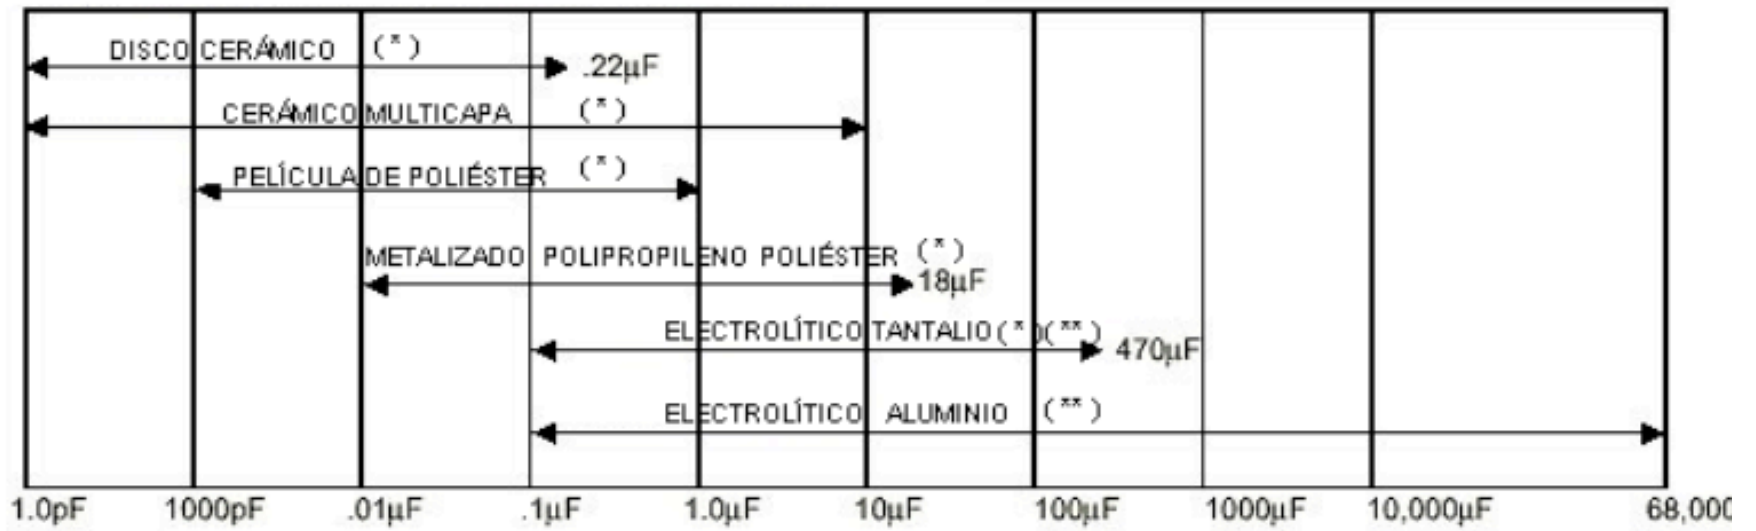 DISCO CERÁMICO (*)
.22µF
CERÁMICO MULTICAPA (*)
PELÍCULA DE POLIÉSTER (*)
METALIZADO POLIPROPILENO POLIÉSTER (*)
18µF
ELECTROLÍTICO TANTALIO (*)(**)
470µF
ELECTROLÍTICO ALUMINIO (**)
1.0pF 1000pF .01µF .1µF 1.0µF 10µF 100µF 1000µF 10,000µF 68,000